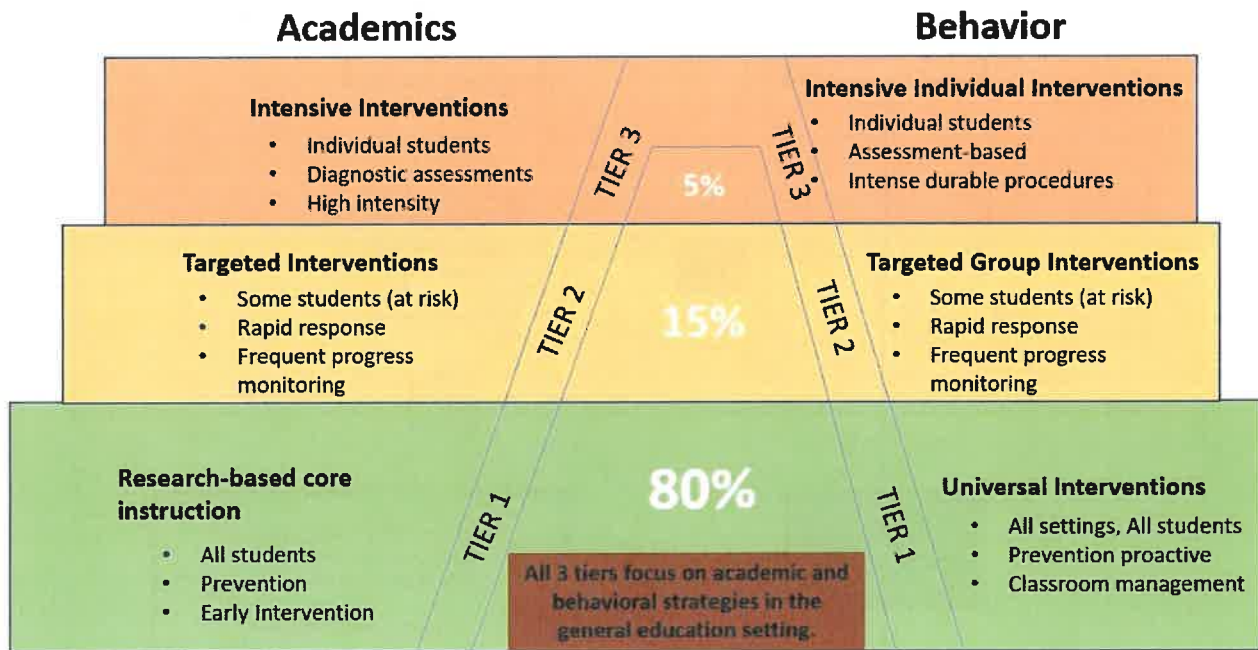 Academics
Behavior
Intensive Interventions
• Individual students
• Diagnostic assessments
• High intensity
TIER 3
5%
TIER 3
Intensive Individual Interventions
• Individual students
• Assessment-based
• Intense durable procedures
Targeted Interventions
• Some students (at risk)
• Rapid response
• Frequent progress
monitoring
TIER 2
15%
TIER 2
Targeted Group Interventions
• Some students (at risk)
• Rapid response
• Frequent progress
monitoring
Research-based core
instruction
• All students
• Prevention
• Early Intervention
TIER 1
80%
All 3 tiers focus on academic and
behavioral strategies in the
general education setting.
TIER 1
Universal Interventions
• All settings, All students
• Prevention proactive
• Classroom management